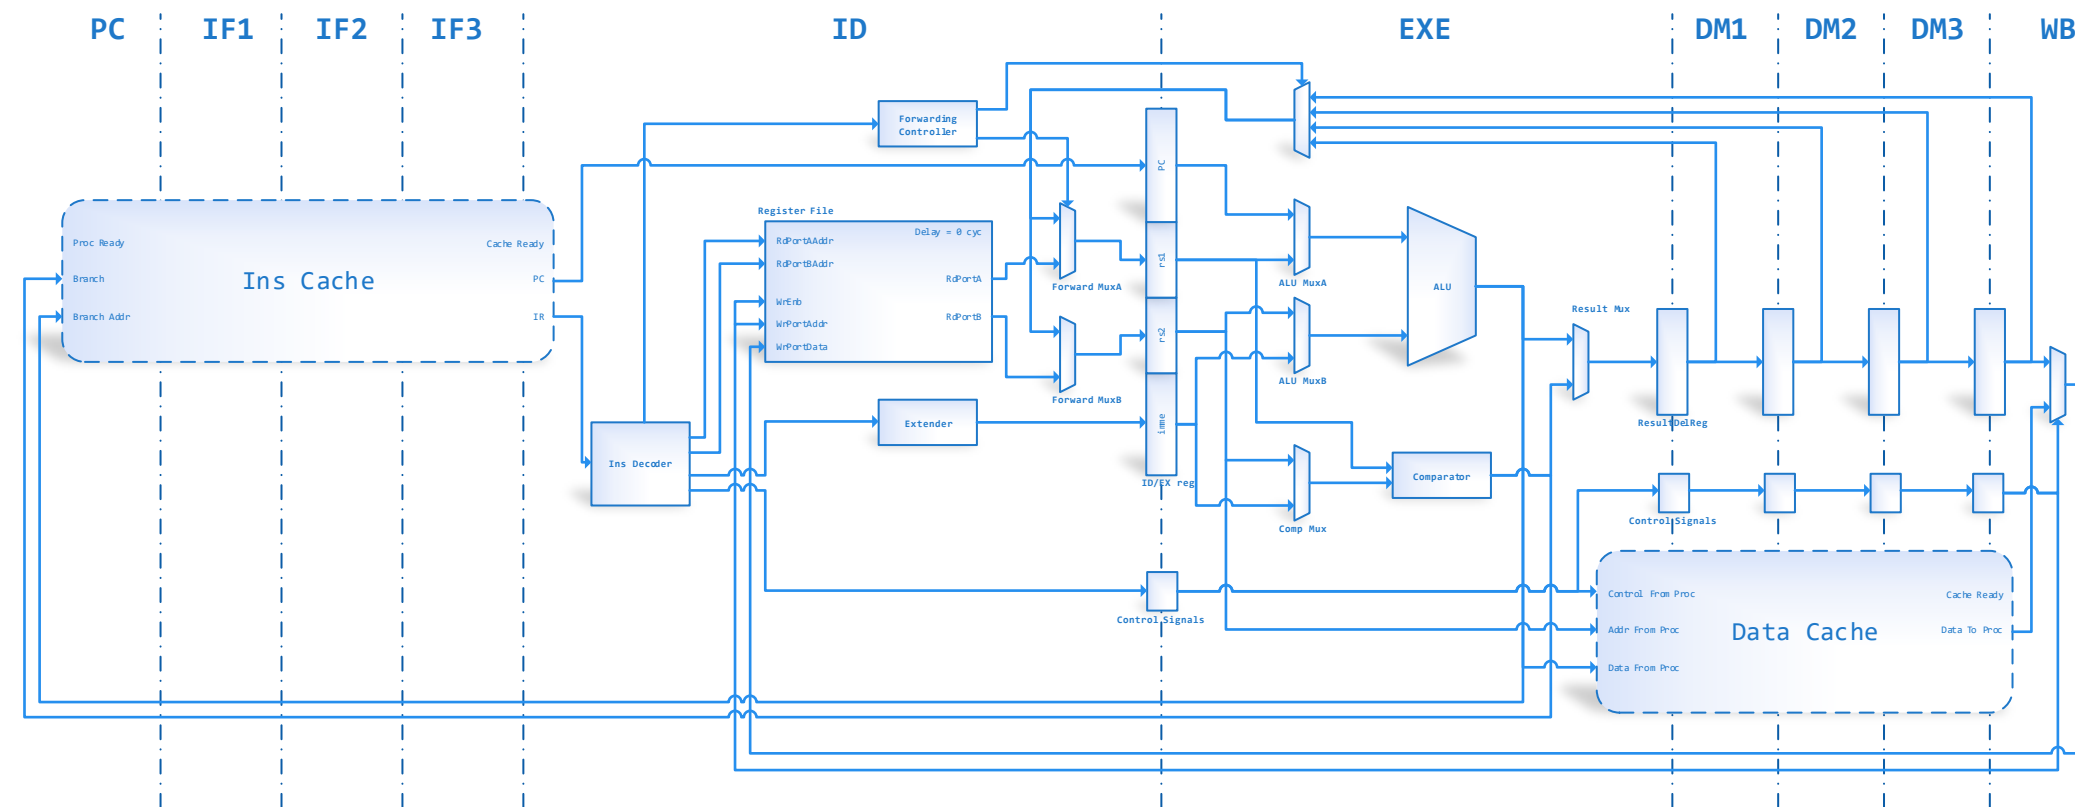 PC
IF1
IF2
IF3
ID
EXE
DM1
DM2
DM3
WB
Forwarding
Controller
PC
Register File
Delay = 0 cyc
RdPortAAddr
RdPortBAddr
WrEnb
WrPortAddr
WrPortData
RdPortA
RdPortB
Proc Ready
Cache Ready
Ins Cache
Branch
PC
Branch Addr
IR
Forward MuxA
Forward MuxB
rs1
rs2
imme
ID/EX reg
ALU MuxA
ALU MuxB
ALU
Result Mux
ResultDelReg
Extender
Ins Decoder
Comparator
Comp Mux
Control Signals
Control Signals
Control From Proc
Cache Ready
Addr From Proc
Data Cache
Data To Proc
Data From Proc